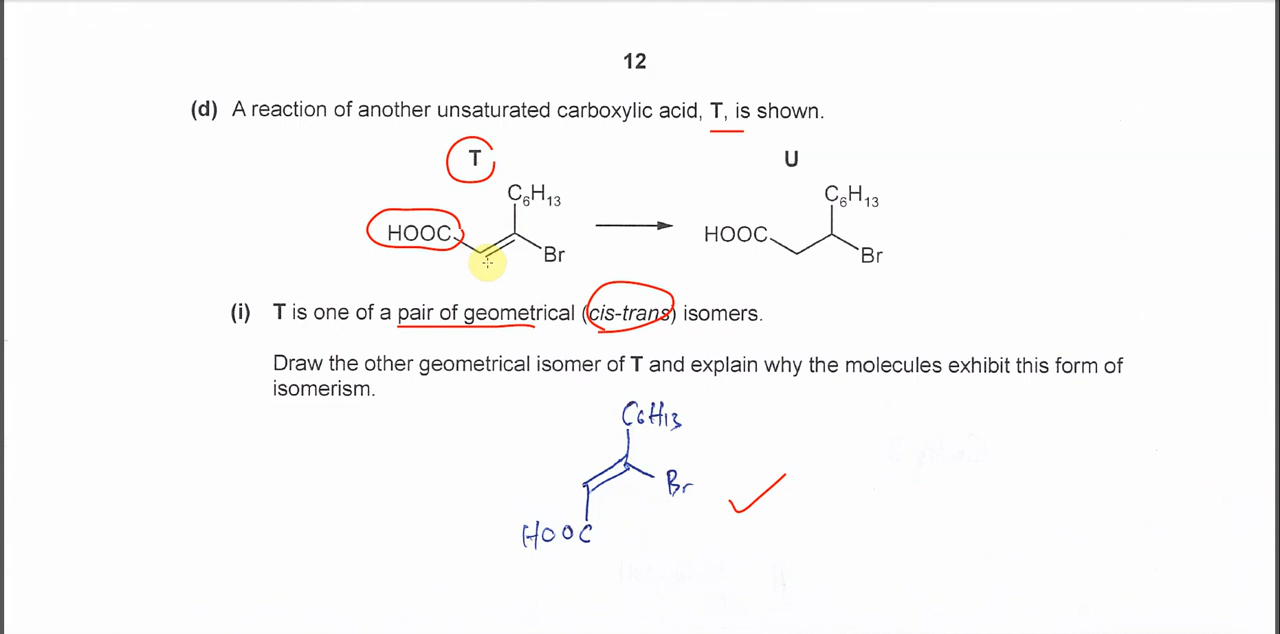 12
(d) A reaction of another unsaturated carboxylic acid, T, is shown.
T
U
C6H13
C6H13
HOOC
HOOC
Br
Br
(i) T is one of a pair of geometrical (cis-trans) isomers.
Draw the other geometrical isomer of T and explain why the molecules exhibit this form of
isomerism.
C6H13
Br
HOOC